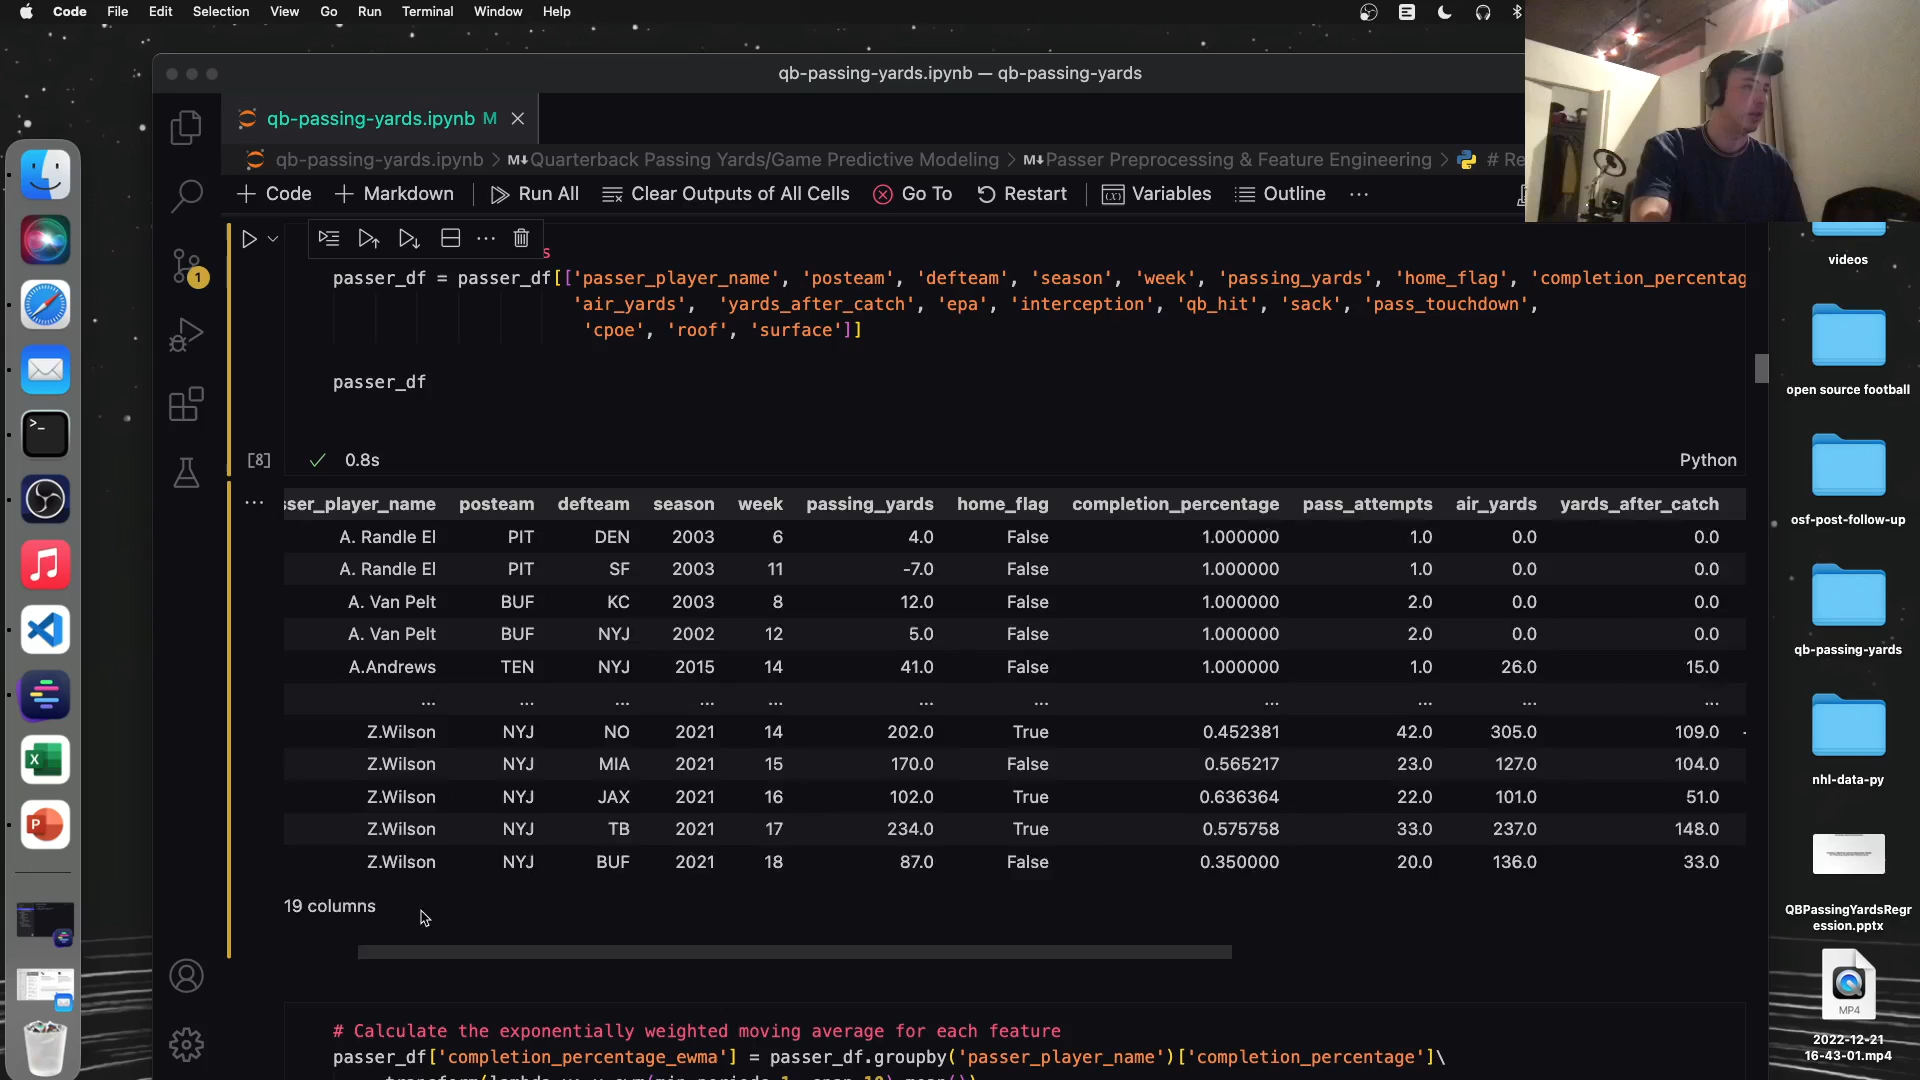 Code File Edit Selection View Go Run Terminal Window Help
qb-passing-yards.ipynb — qb-passing-yards
qb-passing-yards.ipynb M
qb-passing-yards.ipynb > M↓Quarterback Passing Yards/Game Predictive Modeling > M↓Passer Preprocessing & Feature Engineering > # Re
+ Code + Markdown Run All Clear Outputs of All Cells Go To Restart Variables Outline ...
1
s
passer_df = passer_df[['passer_player_name', 'posteam', 'defteam', 'season', 'week', 'passing_yards', 'home_flag', 'completion_percentag
'air_yards', 'yards_after_catch', 'epa', 'interception', 'qb_hit', 'sack', 'pass_touchdown',
'cpoe', 'roof', 'surface']]
passer_df
[8] ✓ 0.8s Python
sser_player_name posteam defteam season week passing_yards home_flag completion_percentage pass_attempts air_yards yards_after_catch
A. Randle El PIT DEN 2003 6 4.0 False 1.000000 1.0 0.0 0.0
A. Randle El PIT SF 2003 11 -7.0 False 1.000000 1.0 0.0 0.0
A. Van Pelt BUF KC 2003 8 12.0 False 1.000000 2.0 0.0 0.0
A. Van Pelt BUF NYJ 2002 12 5.0 False 1.000000 2.0 0.0 0.0
A.Andrews TEN NYJ 2015 14 41.0 False 1.000000 1.0 26.0 15.0
... ... ... ... ... ... ... ... ... ... ...
Z.Wilson NYJ NO 2021 14 202.0 True 0.452381 42.0 305.0 109.0 -
Z.Wilson NYJ MIA 2021 15 170.0 False 0.565217 23.0 127.0 104.0
Z.Wilson NYJ JAX 2021 16 102.0 True 0.636364 22.0 101.0 51.0
Z.Wilson NYJ TB 2021 17 234.0 True 0.575758 33.0 237.0 148.0
Z.Wilson NYJ BUF 2021 18 87.0 False 0.350000 20.0 136.0 33.0
19 columns
# Calculate the exponentially weighted moving average for each feature
passer_df['completion_percentage_ewma'] = passer_df.groupby('passer_player_name')['completion_percentage']\
videos
open source football
osf-post-follow-up
qb-passing-yards
nhl-data-py
QBPassingYardsRegr
ession.pptx
MP4
2022-12-21
16-43-01.mp4